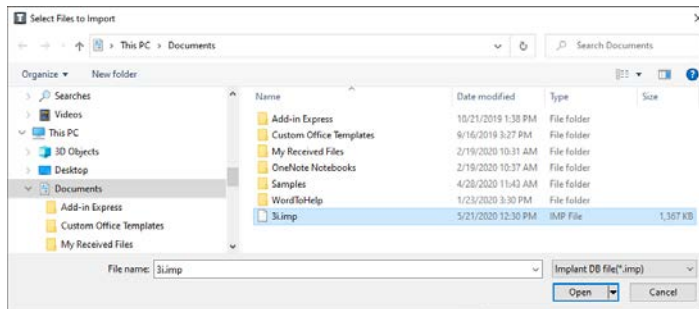 Select Files to Import
This PC > Documents
Search Documents
Organize
New folder
Searches
Videos
This PC
3D Objects
Desktop
Documents
Add-in Express
Custom Office Templates
My Received Files
Name Date modified Type Size
Add-in Express 10/21/2019 1:38 PM File folder
Custom Office Templates 9/16/2019 3:27 PM File folder
My Received Files 2/19/2020 10:31 AM File folder
OneNote Notebooks 2/19/2020 10:37 AM File folder
Samples 4/28/2020 11:43 AM File folder
WordToHelp 1/23/2020 3:30 PM File folder
3i.imp 5/21/2020 12:30 PM IMP File 1,367 KB
File name: 3i.imp
Implant DB file(*.imp)
Open
Cancel